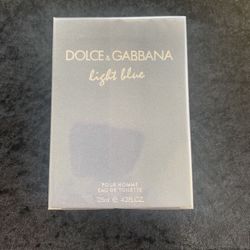 DOLCE & GABBANA
light blue
POUR HOMME
EAU DE TOILETTE
125ml ℮ 4.2FL.OZ.